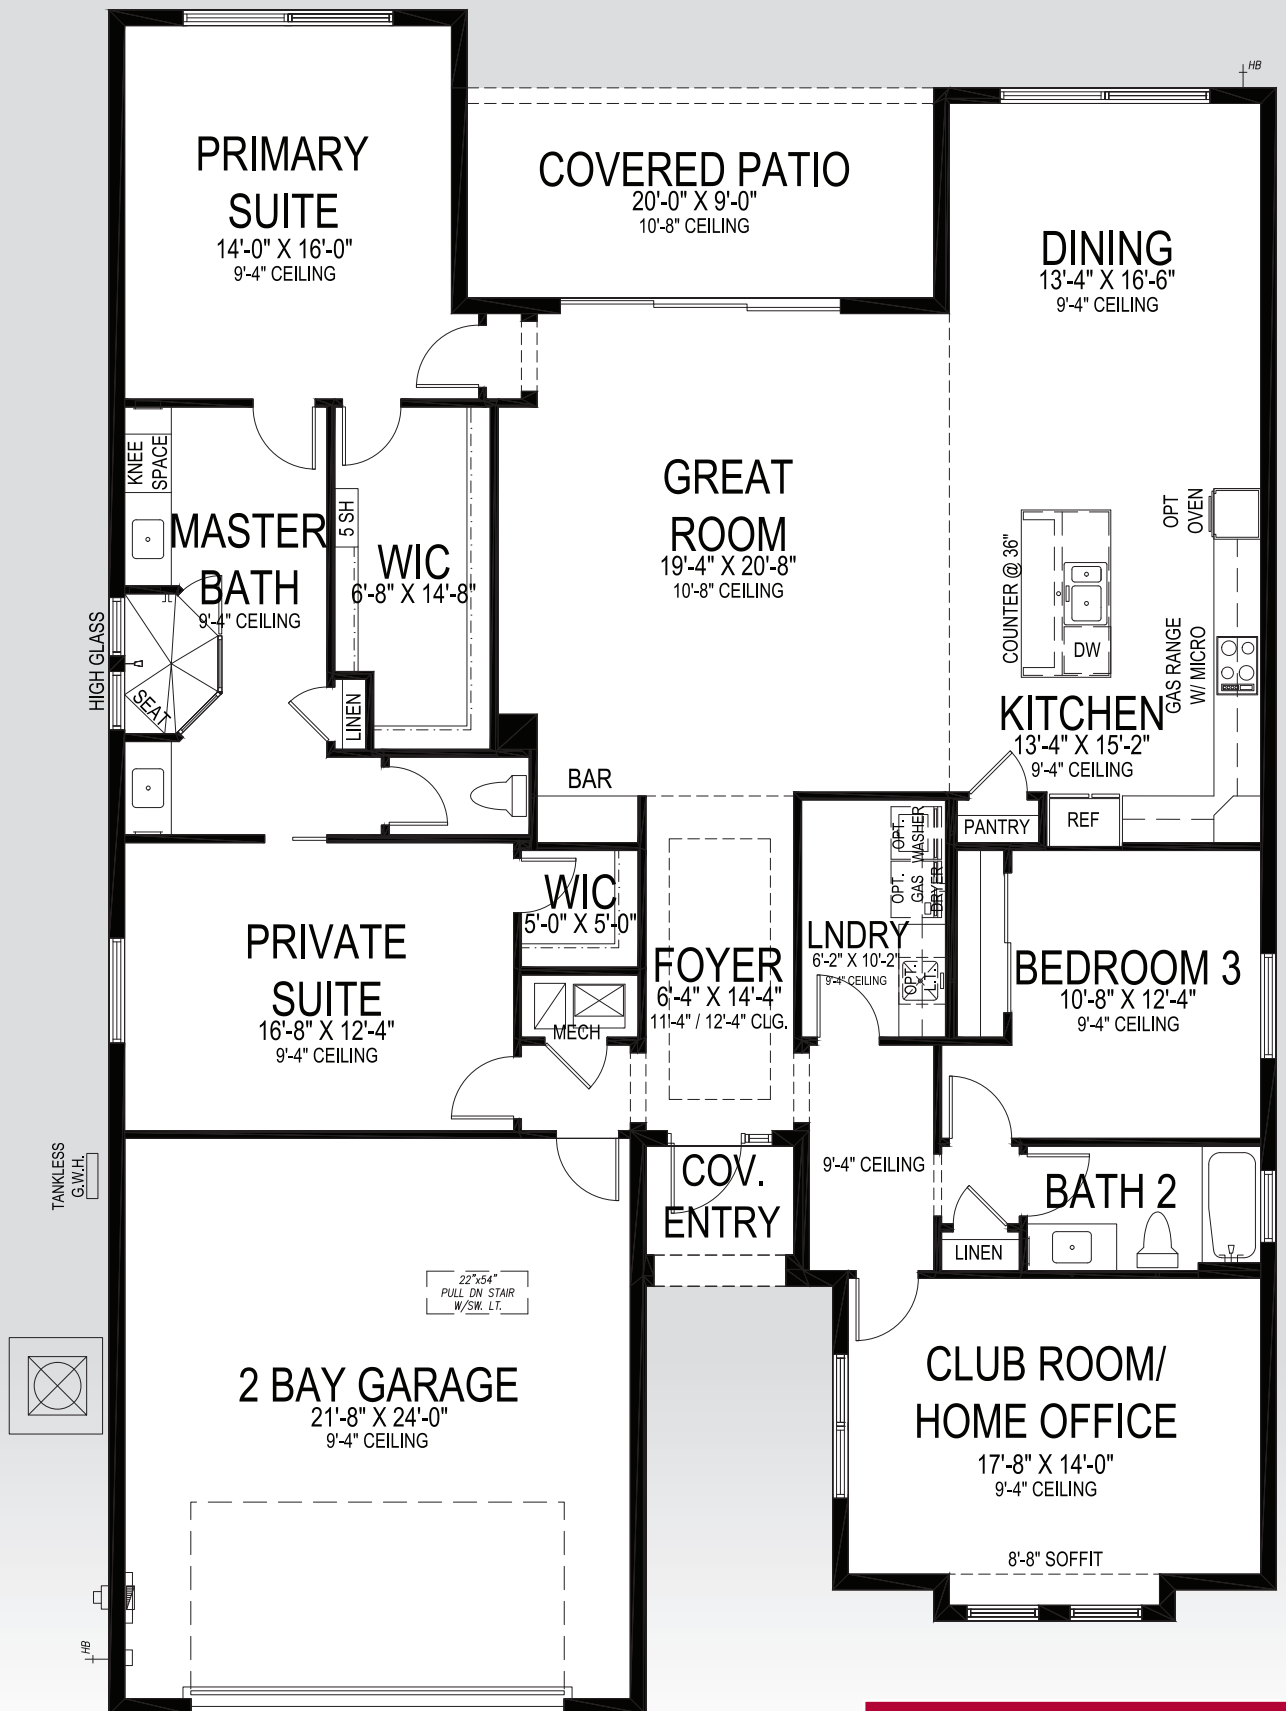 HB
PRIMARY
SUITE
14'-0" X 16'-0"
9'-4" CEILING
COVERED PATIO
20'-0" X 9'-0"
10'-8" CEILING
DINING
13'-4" X 16'-6"
9'-4" CEILING
KNEE
SPACE
MASTER
BATH
9'-4" CEILING
5 SH
WIC
6'-8" X 14'-8"
GREAT
ROOM
19'-4" X 20'-8"
10'-8" CEILING
OPT
OVEN
COUNTER @ 36"
DW
GAS RANGE
W/ MICRO
HIGH GLASS
SEAT
LINEN
KITCHEN
13'-4" X 15'-2"
9'-4" CEILING
BAR
PANTRY
REF
OPT.
WASHER
OPT.
GAS
DRYER
WIC
5'-0" X 5'-0"
PRIVATE
SUITE
16'-8" X 12'-4"
9'-4" CEILING
FOYER
6'-4" X 14'-4"
11'-4" / 12'-4" CLG.
LNDRY
6'-2" X 10'-2"
9'-4" CEILING
OPT.
L.T.
BEDROOM 3
10'-8" X 12'-4"
9'-4" CEILING
MECH
TANKLESS
G.W.H.
COV.
ENTRY
9'-4" CEILING
BATH 2
LINEN
22"x54"
PULL DN STAIR
W/SW. LT.
2 BAY GARAGE
21'-8" X 24'-0"
9'-4" CEILING
CLUB ROOM/
HOME OFFICE
17'-8" X 14'-0"
9'-4" CEILING
8'-8" SOFFIT
HB